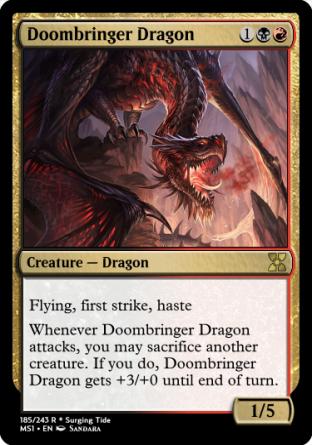 Doombringer Dragon 1
Creature — Dragon
Flying, first strike, haste
Whenever Doombringer Dragon
attacks, you may sacrifice another
creature. If you do, Doombringer
Dragon gets +3/+0 until end of turn.
185/243 R * Surging Tide
MS1 • EN SANDARA
1/5